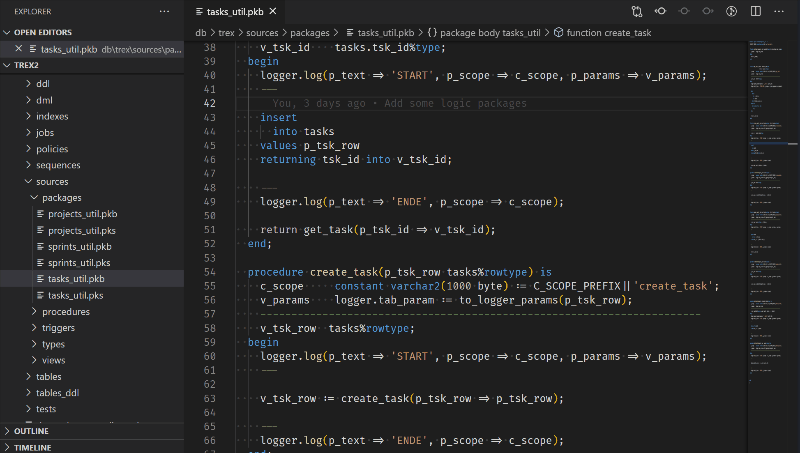 EXPLORER
OPEN EDITORS
tasks_util.pkb db\trex\sources\pa...
TREX2
ddl
dml
indexes
jobs
policies
sequences
sources
packages
projects_util.pkb
projects_util.pks
sprints_util.pkb
sprints_util.pks
tasks_util.pkb
tasks_util.pks
procedures
triggers
types
views
tables
tables_ddl
tests
OUTLINE
TIMELINE
tasks_util.pkb
db > trex > sources > packages > tasks_util.pkb > {} package body tasks_util > function create_task
38 v_tsk_id tasks.tsk_id%type;
39 begin
40 logger.log(p_text ⇒ 'START', p_scope ⇒ c_scope, p_params ⇒ v_params);
41 ---
42 You, 3 days ago • Add some logic packages
43 insert
44 into tasks
45 values p_tsk_row
46 returning tsk_id into v_tsk_id;
47
48 ---
49 logger.log(p_text ⇒ 'ENDE', p_scope ⇒ c_scope);
50
51 return get_task(p_tsk_id ⇒ v_tsk_id);
52 end;
53
54 procedure create_task(p_tsk_row tasks%rowtype) is
55 c_scope constant varchar2(1000 byte) := C_SCOPE_PREFIX||'create_task';
56 v_params logger.tab_param := to_logger_params(p_tsk_row);
57 ----------------------------------------------------------------------
58 v_tsk_row tasks%rowtype;
59 begin
60 logger.log(p_text ⇒ 'START', p_scope ⇒ c_scope, p_params ⇒ v_params);
61 ---
62
63 v_tsk_row := create_task(p_tsk_row ⇒ p_tsk_row);
64
65 ---
66 logger.log(p_text ⇒ 'ENDE', p_scope ⇒ c_scope);